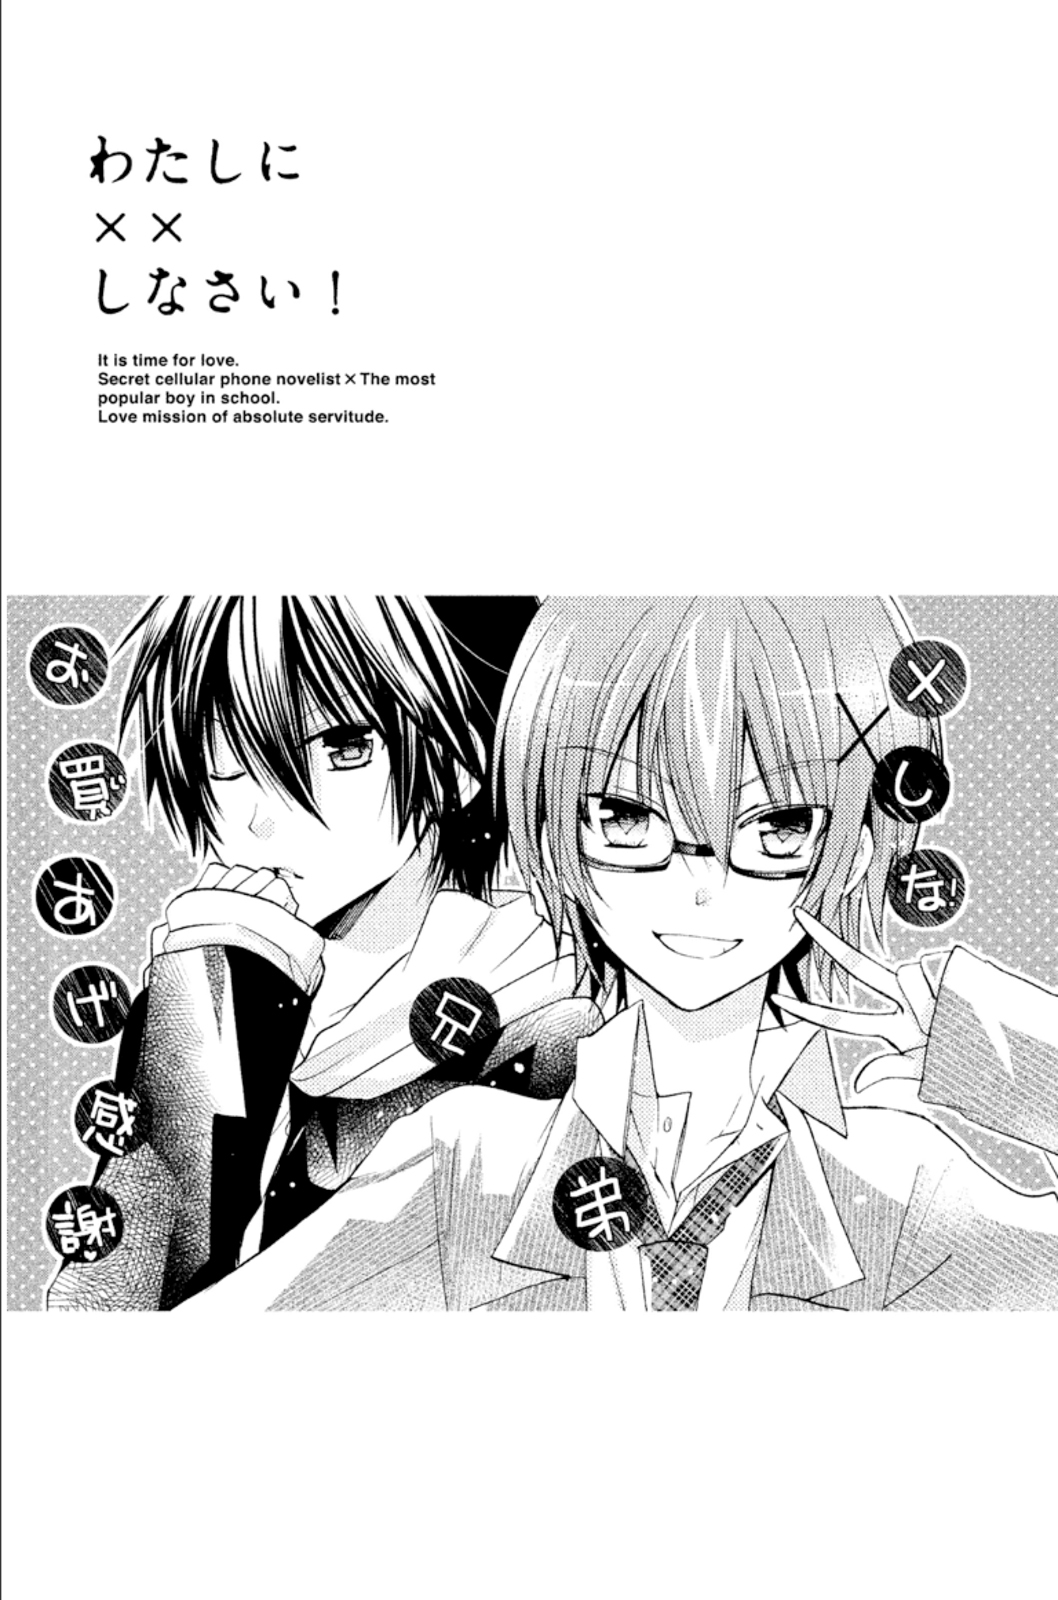 わたしに
××
しなさい！
It is time for love.
Secret cellular phone novelist×The most
popular boy in school.
Love mission of absolute servitude.
×しな!
お買いあげ感謝♥
兄
弟